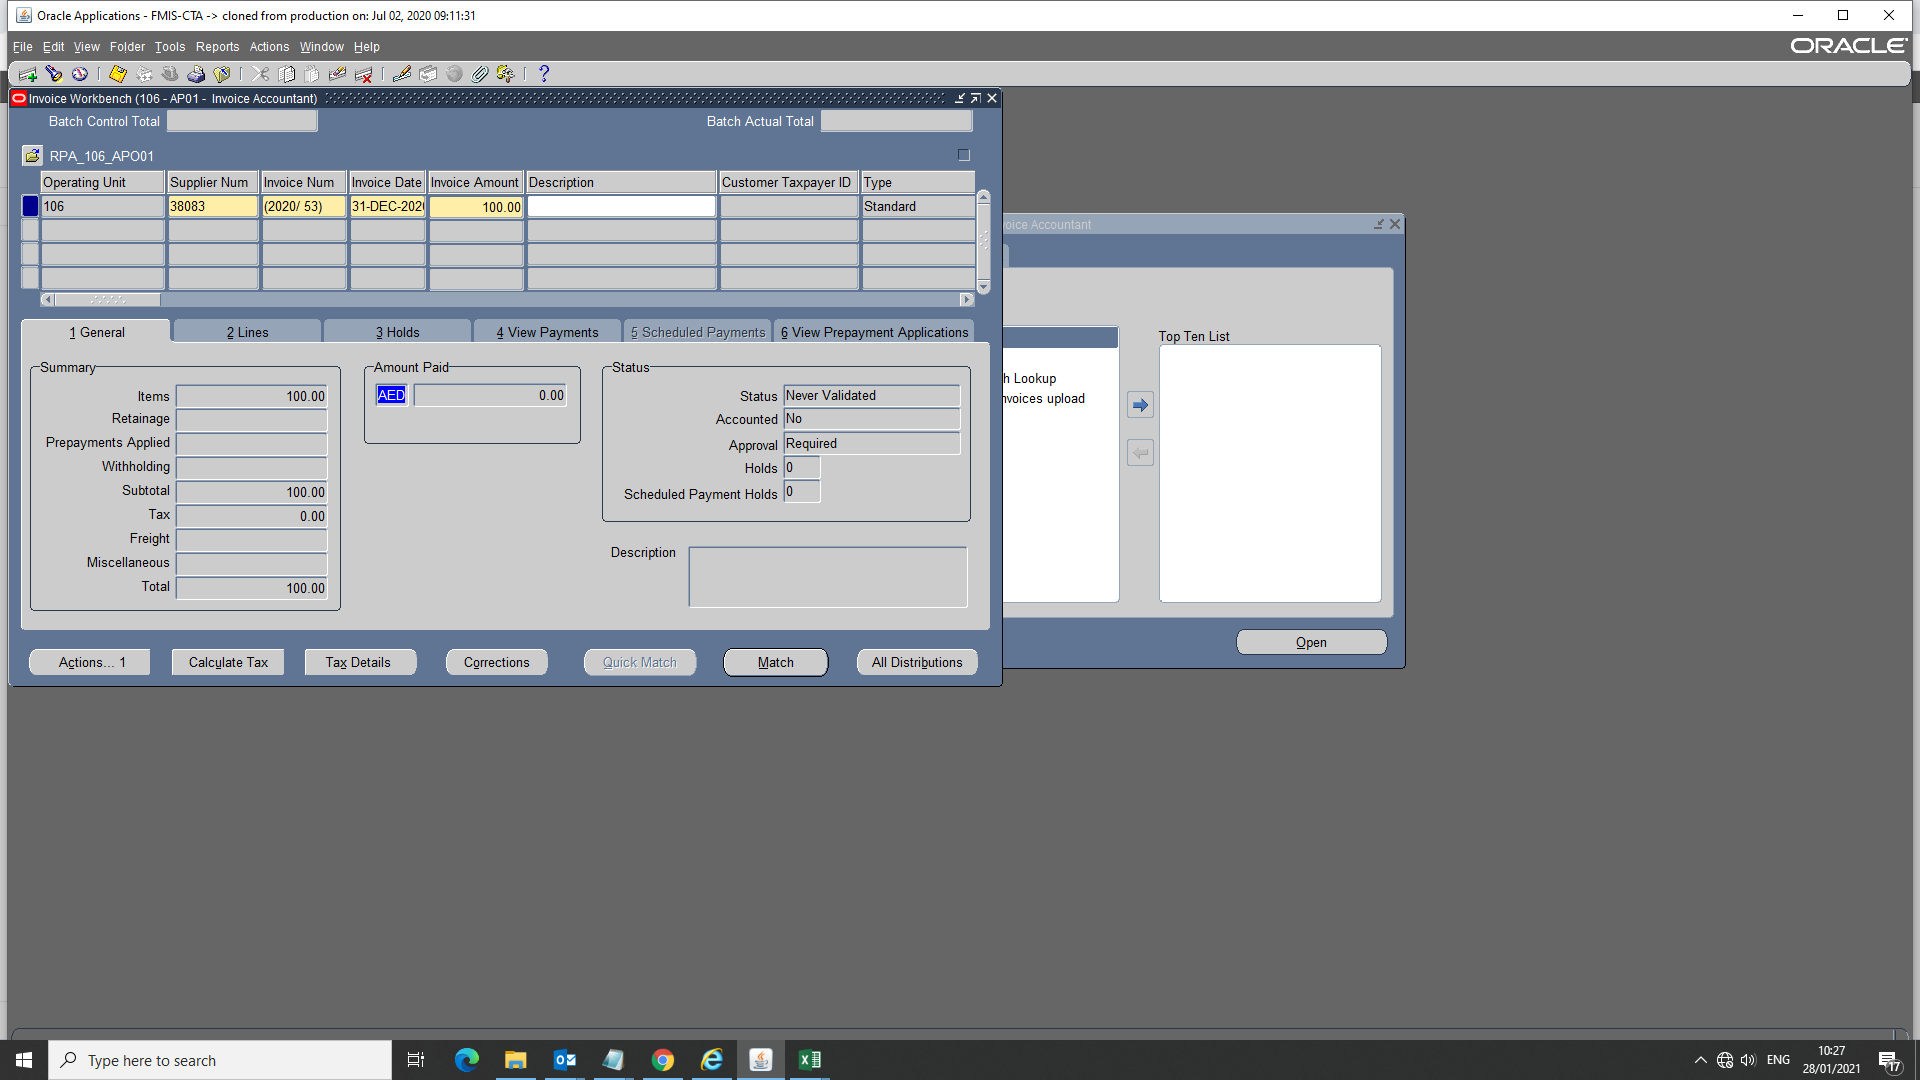 Oracle Applications - FMIS-CTA -> cloned from production on: Jul 02, 2020 09:11:31
File Edit View Folder Tools Reports Actions Window Help
ORACLE
Invoice Workbench (106 - AP01 - Invoice Accountant)
Batch Control Total
Batch Actual Total
RPA_106_APO01
Operating Unit Supplier Num Invoice Num Invoice Date Invoice Amount Description Customer Taxpayer ID Type
106 38083 (2020/ 53) 31-DEC-202 100.00 Standard
oice Accountant
1 General 2 Lines 3 Holds 4 View Payments 5 Scheduled Payments 6 View Prepayment Applications
Summary
Items 100.00
Retainage
Prepayments Applied
Withholding
Subtotal 100.00
Tax 0.00
Freight
Miscellaneous
Total 100.00
Amount Paid
AED 0.00
Status
Status Never Validated
Accounted No
Approval Required
Holds 0
Scheduled Payment Holds 0
Description
Top Ten List
h Lookup
nvoices upload
Open
Actions... 1 Calculate Tax Tax Details Corrections Quick Match Match All Distributions
Type here to search
ENG
10:27
28/01/2021
17